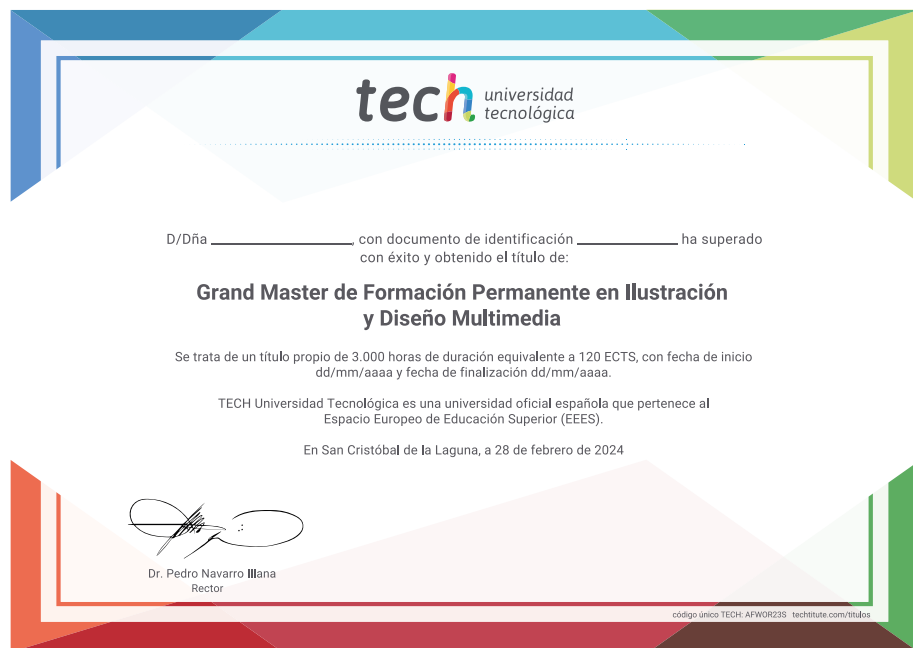 tech universidad
tecnológica
D/Dña ____________________, con documento de identificación ______________ ha superado
con éxito y obtenido el título de:
Grand Master de Formación Permanente en Ilustración
y Diseño Multimedia
Se trata de un título propio de 3.000 horas de duración equivalente a 120 ECTS, con fecha de inicio
dd/mm/aaaa y fecha de finalización dd/mm/aaaa.
TECH Universidad Tecnológica es una universidad oficial española que pertenece al
Espacio Europeo de Educación Superior (EEES).
En San Cristóbal de la Laguna, a 28 de febrero de 2024
Dr. Pedro Navarro Illana
Rector
código único TECH: AFWOR23S techtitute.com/titulos